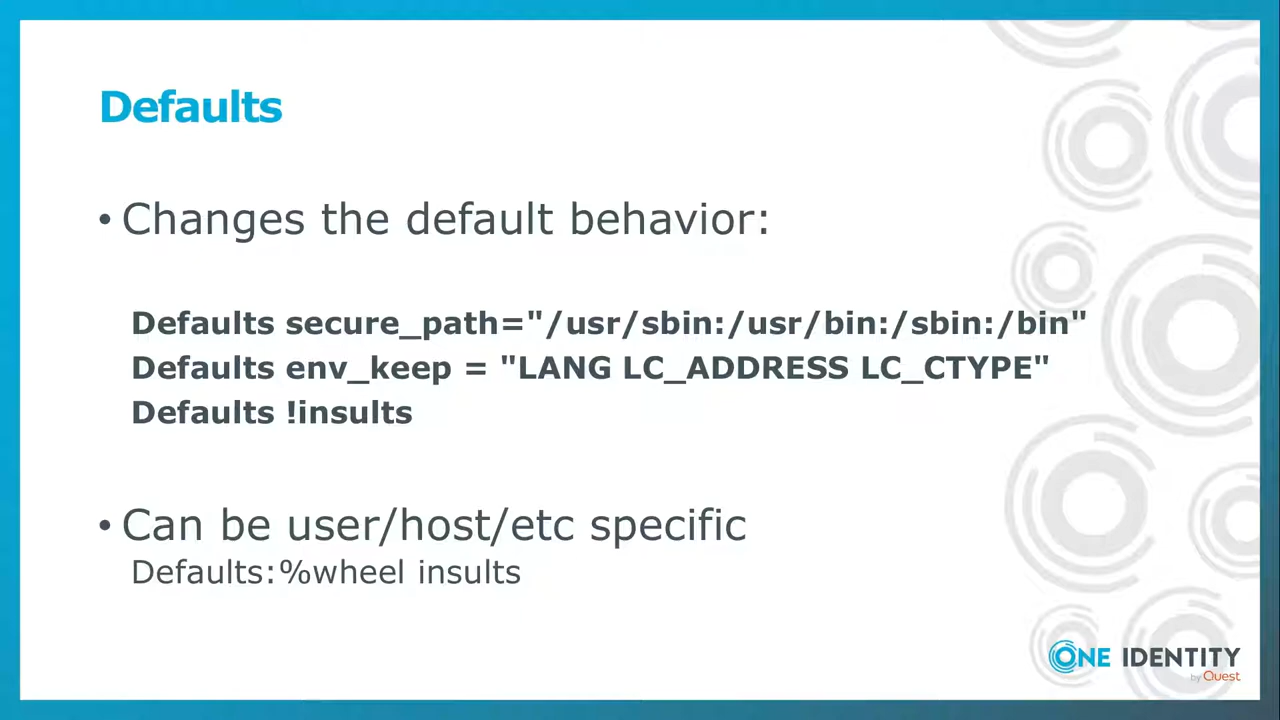 Defaults
• Changes the default behavior:
Defaults secure_path="/usr/sbin:/usr/bin:/sbin:/bin"
Defaults env_keep = "LANG LC_ADDRESS LC_CTYPE"
Defaults !insults
• Can be user/host/etc specific
Defaults:%wheel insults
ONE IDENTITY
by Quest